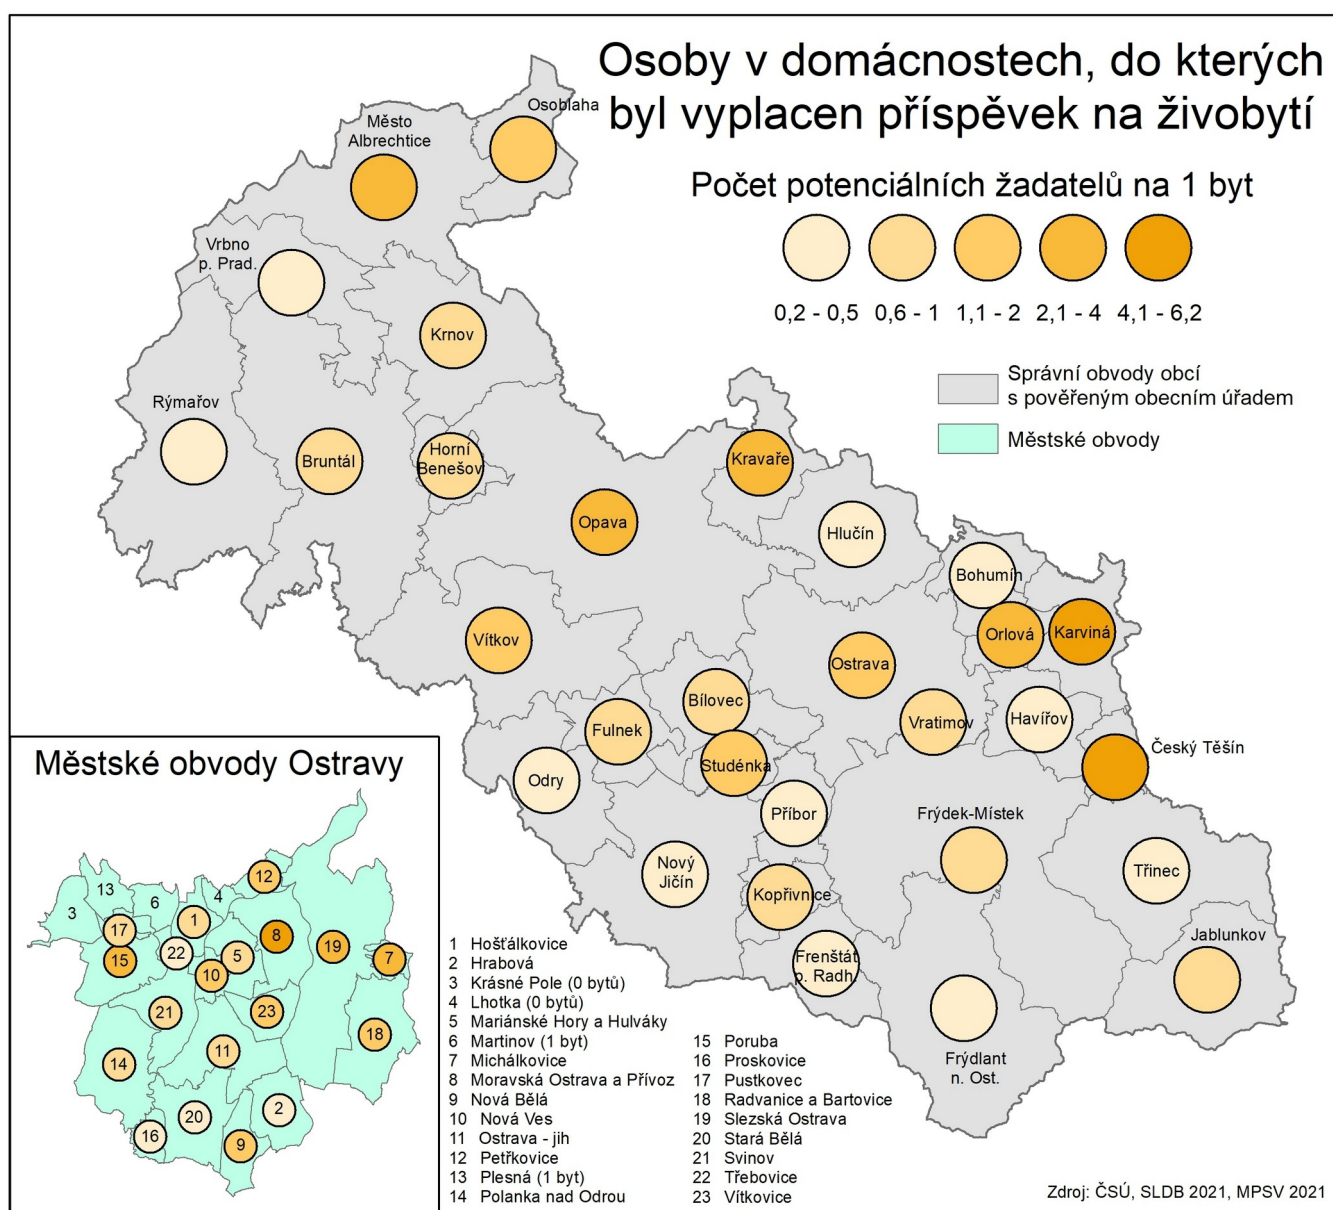 Osoby v domácnostech, do kterých
byl vyplacen příspěvek na živobytí
Počet potenciálních žadatelů na 1 byt
0,2 - 0,5
0,6 - 1
1,1 - 2
2,1 - 4
4,1 - 6,2
Správní obvody obcí
s pověřeným obecním úřadem
Městské obvody
Osoblaha
Město
Albrechtice
Vrbno
p. Prad.
Krnov
Rýmařov
Bruntál
Horní
Benešov
Kravaře
Opava
Hlučín
Bohumín
Orlová
Karviná
Vítkov
Ostrava
Bílovec
Vratimov
Havířov
Fulnek
Český Těšín
Studénka
Odry
Příbor
Frýdek-Místek
Nový
Jičín
Třinec
Kopřivnice
Jablunkov
Frenštát
p. Radh.
Frýdlant
n. Ost.
Městské obvody Ostravy
12
13
4
6
3
1
17
8
19
22
5
7
15
10
21
23
18
11
14
2
20
16
9
1 Hošťálkovice
2 Hrabová
3 Krásné Pole (0 bytů)
4 Lhotka (0 bytů)
5 Mariánské Hory a Hulváky
6 Martinov (1 byt)
7 Michálkovice
8 Moravská Ostrava a Přívoz
9 Nová Bělá
10 Nová Ves
11 Ostrava - jih
12 Petřkovice
13 Plesná (1 byt)
14 Polanka nad Odrou
15 Poruba
16 Proskovice
17 Pustkovec
18 Radvanice a Bartovice
19 Slezská Ostrava
20 Stará Bělá
21 Svinov
22 Třebovice
23 Vítkovice
Zdroj: ČSÚ, SLDB 2021, MPSV 2021